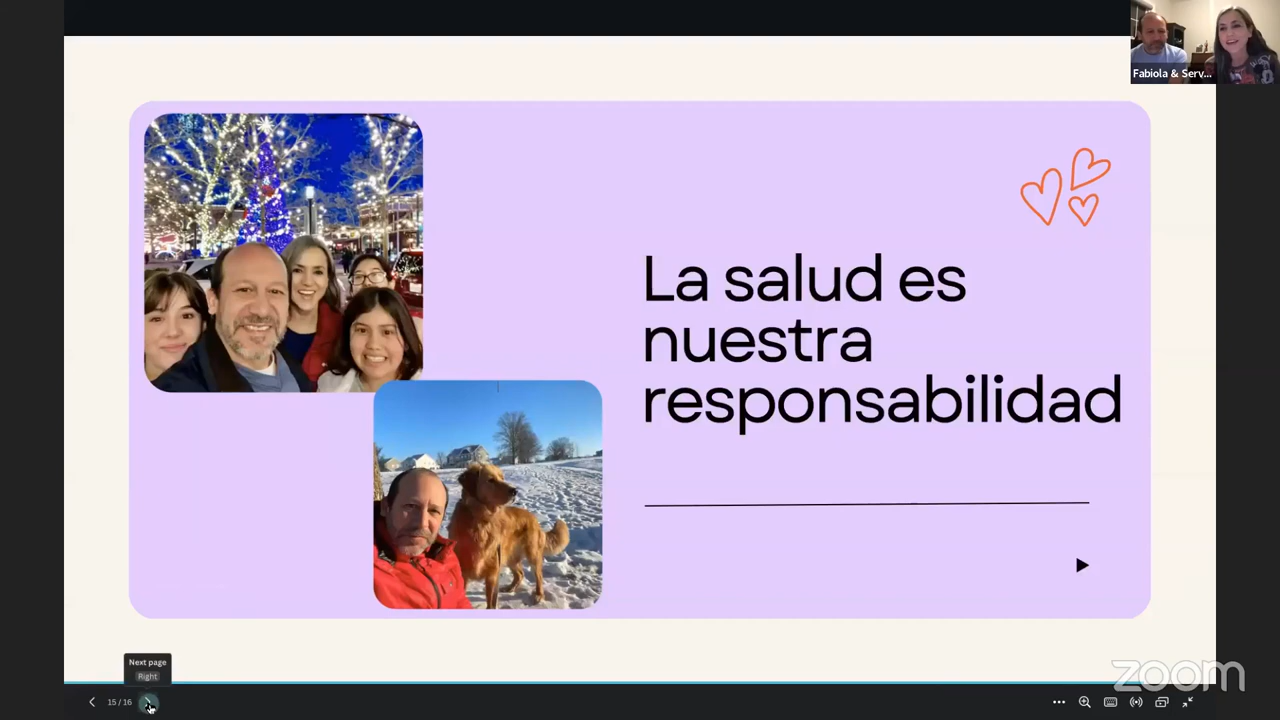 Fabiola & Serv...
La salud es
nuestra
responsabilidad
Next page
Right
15 / 16
zoom